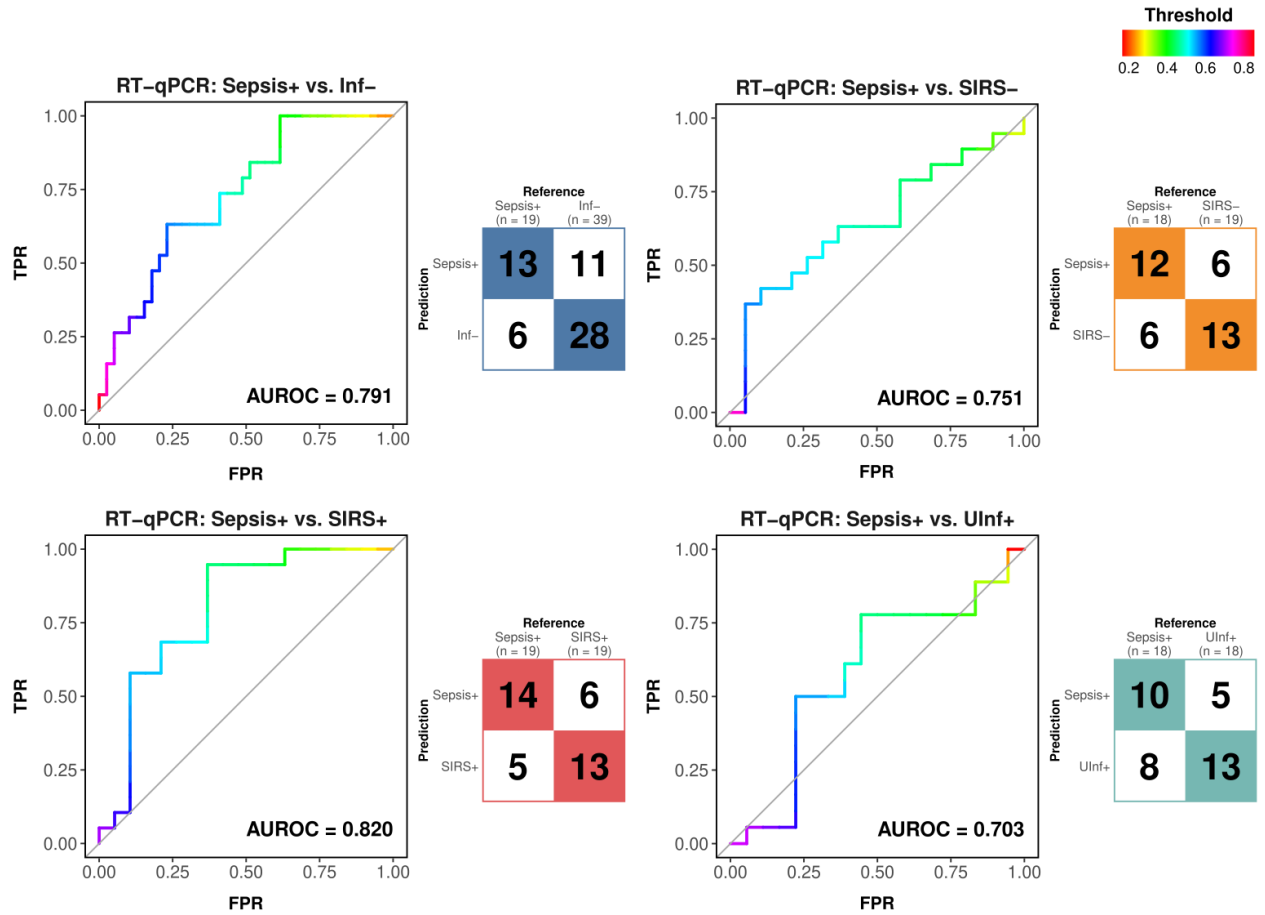 Threshold
0.2 0.4 0.6 0.8
RT−qPCR: Sepsis+ vs. Inf−
TPR
1.00
0.75
0.50
0.25
0.00
AUROC = 0.791
0.00 0.25 0.50 0.75 1.00
FPR
Reference
Sepsis+ Inf−
(n = 19) (n = 39)
Prediction
Sepsis+ 13 11
Inf− 6 28
RT−qPCR: Sepsis+ vs. SIRS−
TPR
1.00
0.75
0.50
0.25
0.00
AUROC = 0.751
0.00 0.25 0.50 0.75 1.00
FPR
Reference
Sepsis+ SIRS−
(n = 18) (n = 19)
Prediction
Sepsis+ 12 6
SIRS− 6 13
RT−qPCR: Sepsis+ vs. SIRS+
TPR
1.00
0.75
0.50
0.25
0.00
AUROC = 0.820
0.00 0.25 0.50 0.75 1.00
FPR
Reference
Sepsis+ SIRS+
(n = 19) (n = 19)
Prediction
Sepsis+ 14 6
SIRS+ 5 13
RT−qPCR: Sepsis+ vs. UInf+
TPR
1.00
0.75
0.50
0.25
0.00
AUROC = 0.703
0.00 0.25 0.50 0.75 1.00
FPR
Reference
Sepsis+ UInf+
(n = 18) (n = 18)
Prediction
Sepsis+ 10 5
UInf+ 8 13